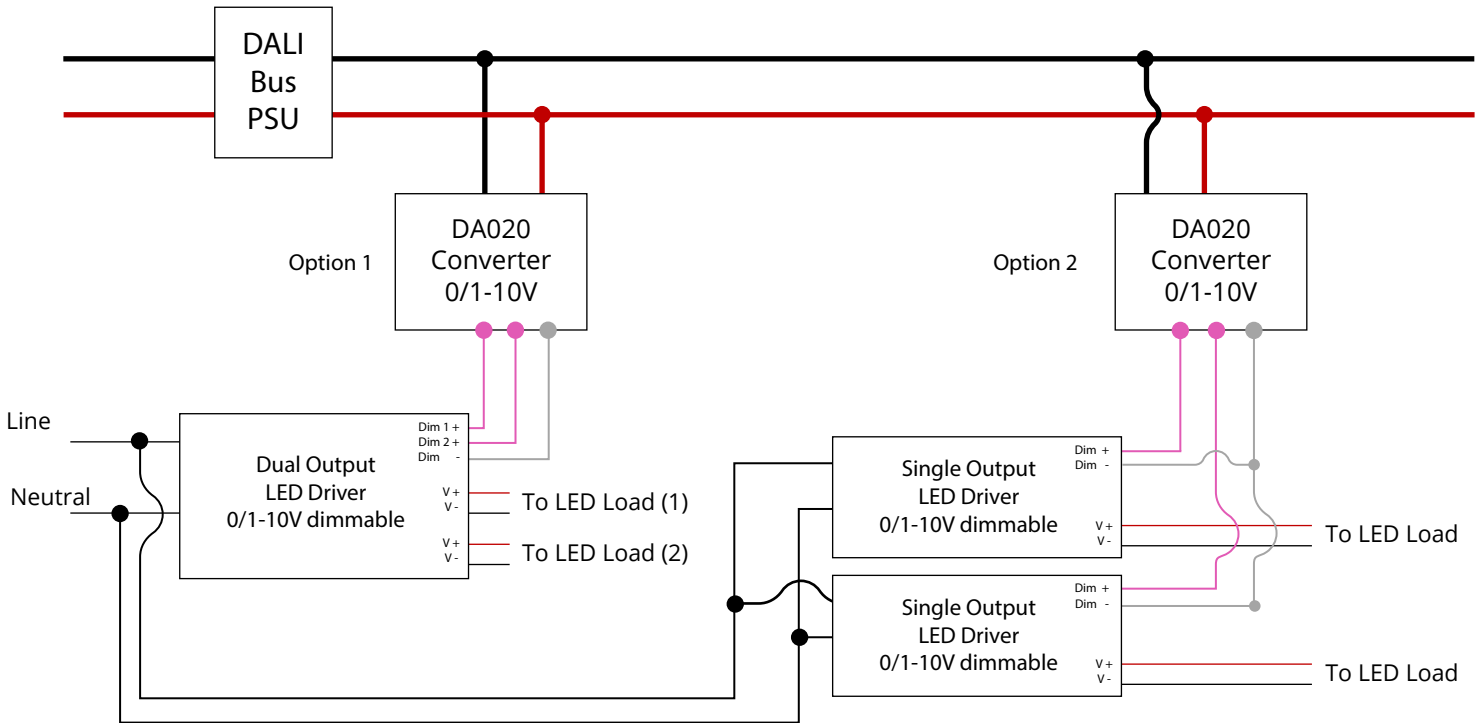 DALI
Bus
PSU
Option 1
DA020
Converter
0/1-10V
Option 2
DA020
Converter
0/1-10V
Line
Neutral
Dual Output
LED Driver
0/1-10V dimmable
Dim 1 +
Dim 2 +
Dim -
V +
V -
To LED Load (1)
V +
V -
To LED Load (2)
Single Output
LED Driver
0/1-10V dimmable
Dim +
Dim -
V +
V -
To LED Load
Single Output
LED Driver
0/1-10V dimmable
Dim +
Dim -
V +
V -
To LED Load